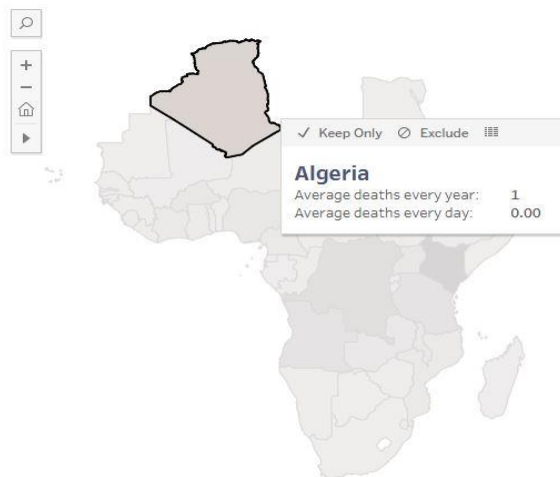 Keep Only Exclude
Algeria
Average deaths every year: 1
Average deaths every day: 0.00